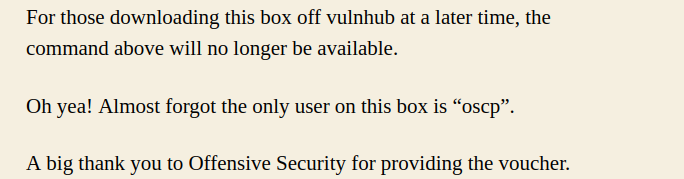 For those downloading this box off vulnhub at a later time, the
command above will no longer be available.
Oh yea! Almost forgot the only user on this box is “oscp”.
A big thank you to Offensive Security for providing the voucher.